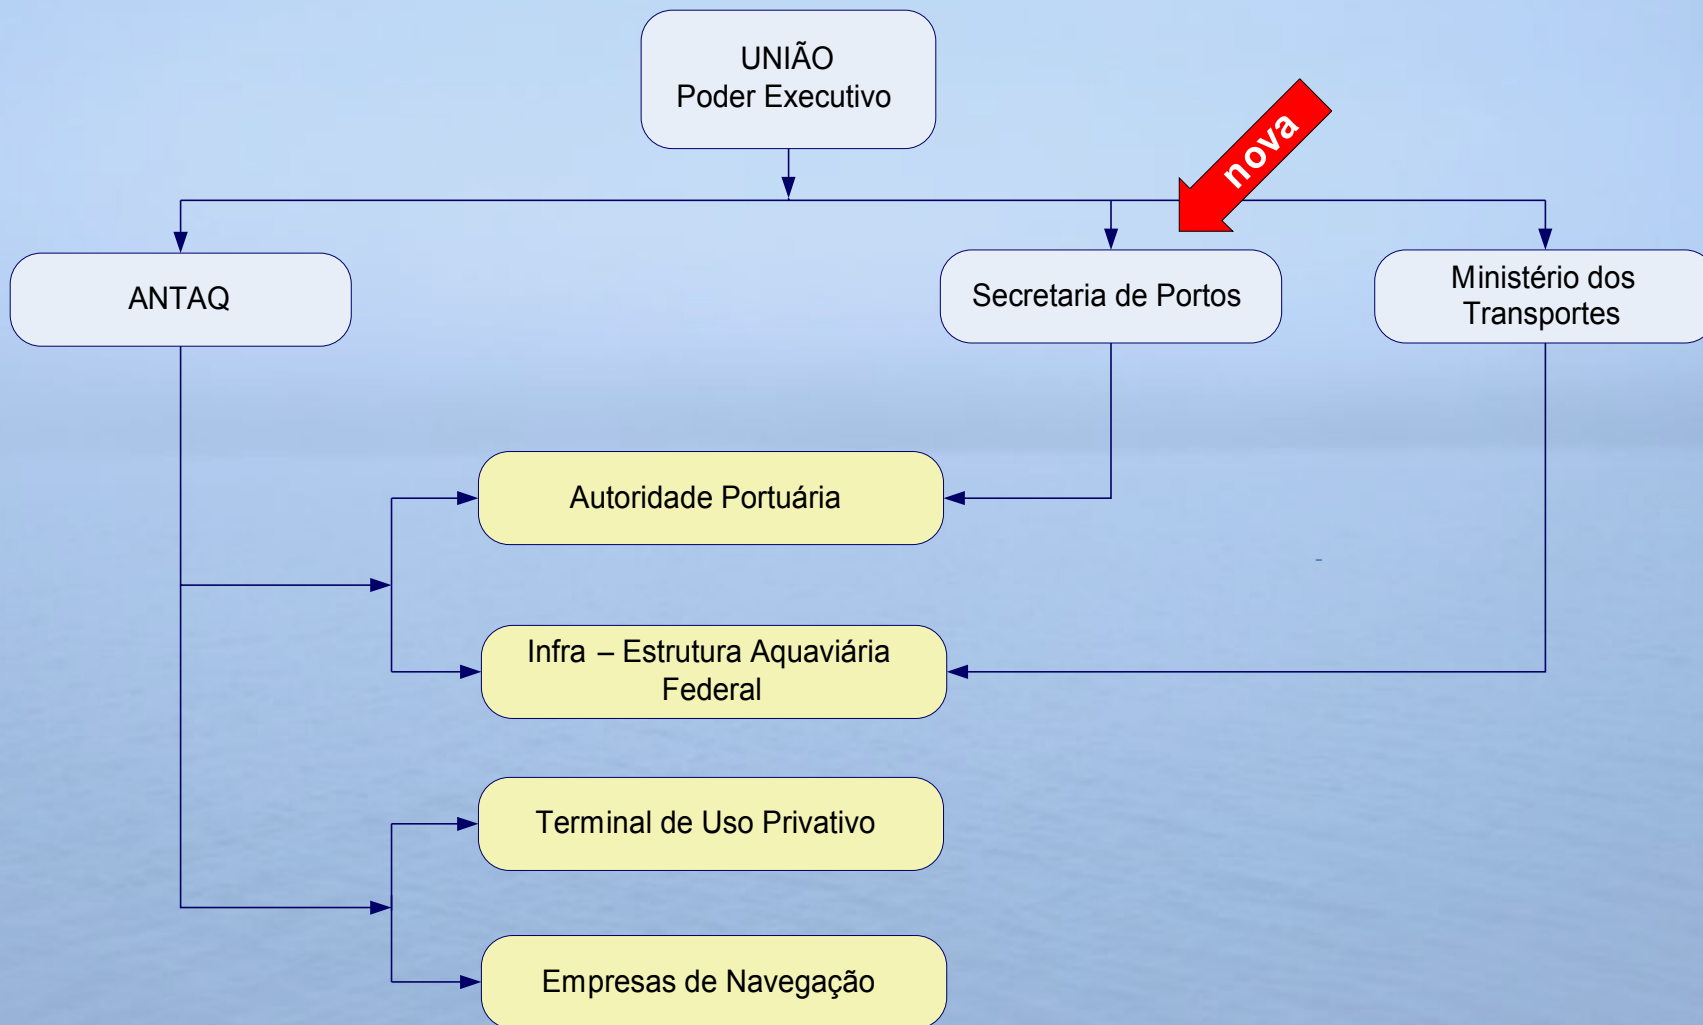 UNIÃO
Poder Executivo
nova
ANTAQ
Secretaria de Portos
Ministério dos
Transportes
Autoridade Portuária
-
Infra – Estrutura Aquaviária
Federal
Terminal de Uso Privativo
Empresas de Navegação